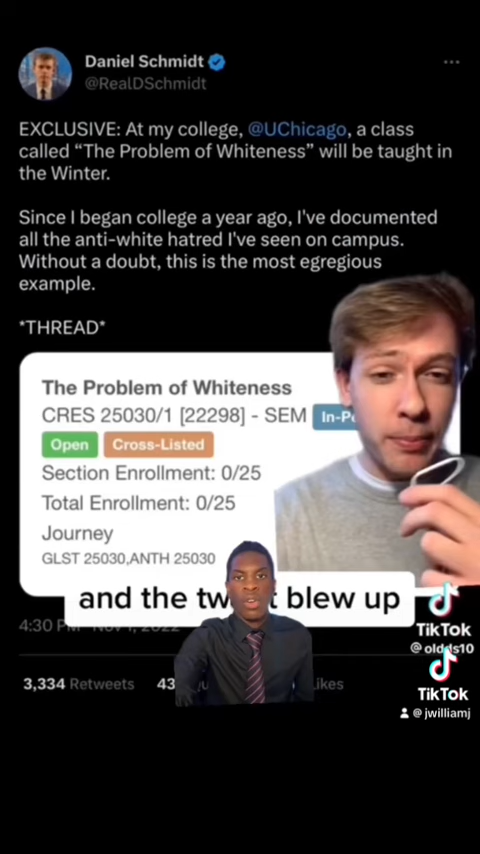 Daniel Schmidt
@RealDSchmidt
EXCLUSIVE: At my college, @UChicago, a class
called “The Problem of Whiteness” will be taught in
the Winter.
Since I began college a year ago, I've documented
all the anti-white hatred I've seen on campus.
Without a doubt, this is the most egregious
example.
*THREAD*
The Problem of Whiteness
CRES 25030/1 [22298] - SEM
Open Cross-Listed
Section Enrollment: 0/25
Total Enrollment: 0/25
Journey
GLST 25030,ANTH 25030
and the blew up
4:30
TikTok
3,334 Retweets
TikTok
@ jwilliamj